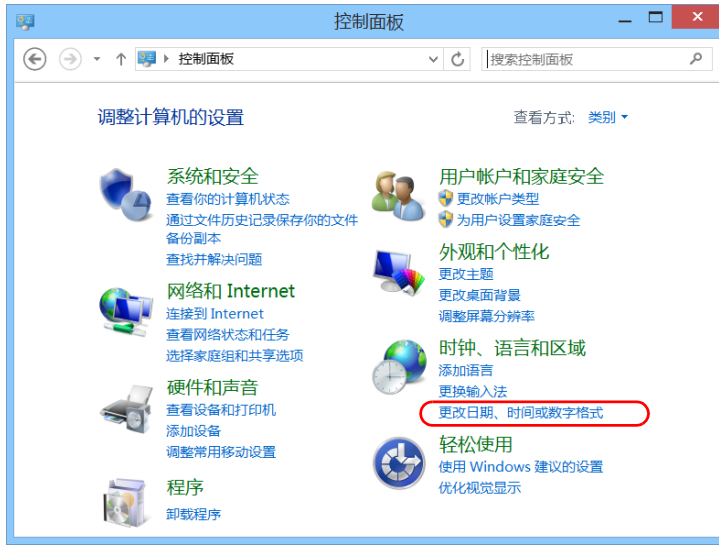 控制面板
控制面板
搜索控制面板
调整计算机的设置
查看方式: 类别
系统和安全
查看你的计算机状态
通过文件历史记录保存你的文件
备份副本
查找并解决问题
网络和 Internet
连接到 Internet
查看网络状态和任务
选择家庭组和共享选项
硬件和声音
查看设备和打印机
添加设备
调整常用移动设置
程序
卸载程序
用户帐户和家庭安全
更改帐户类型
为用户设置家庭安全
外观和个性化
更改主题
更改桌面背景
调整屏幕分辨率
时钟、语言和区域
添加语言
更换输入法
更改日期、时间或数字格式
轻松使用
使用 Windows 建议的设置
优化视觉显示